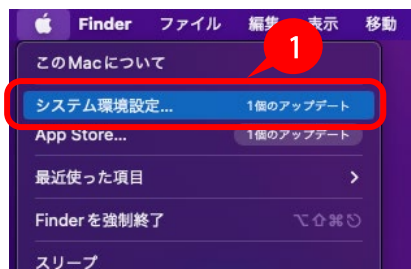 Finder ファイル 編集 表示 移動
1
このMacについて
システム環境設定... 1個のアップデート
App Store... 1個のアップデート
最近使った項目 >
Finderを強制終了 ⌥⇧⌘⎋
スリープ